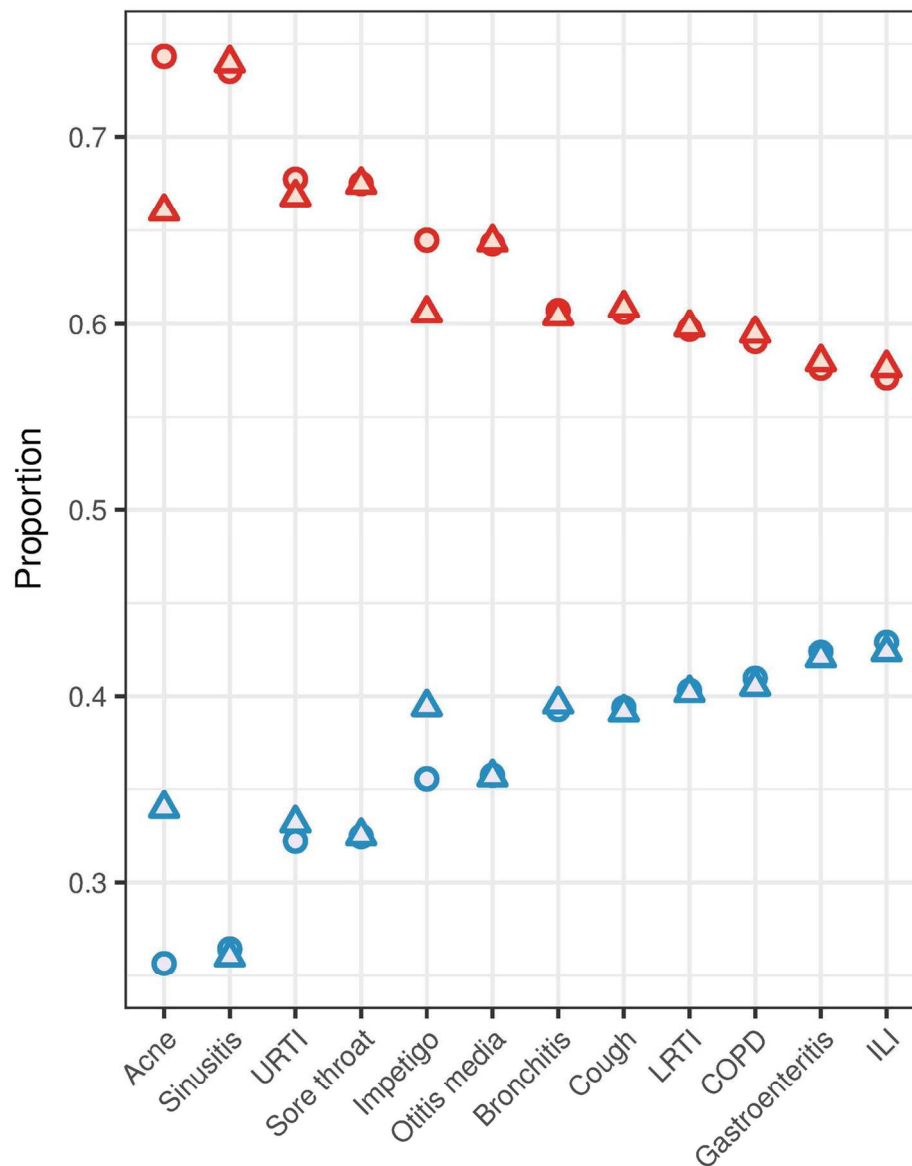 Proportion
0.7
0.6
0.5
0.4
0.3
Acne
Sinusitis
URTI
Sore throat
Impetigo
Otitis media
Bronchitis
Cough
LRTI
COPD
Gastroenteritis
ILI